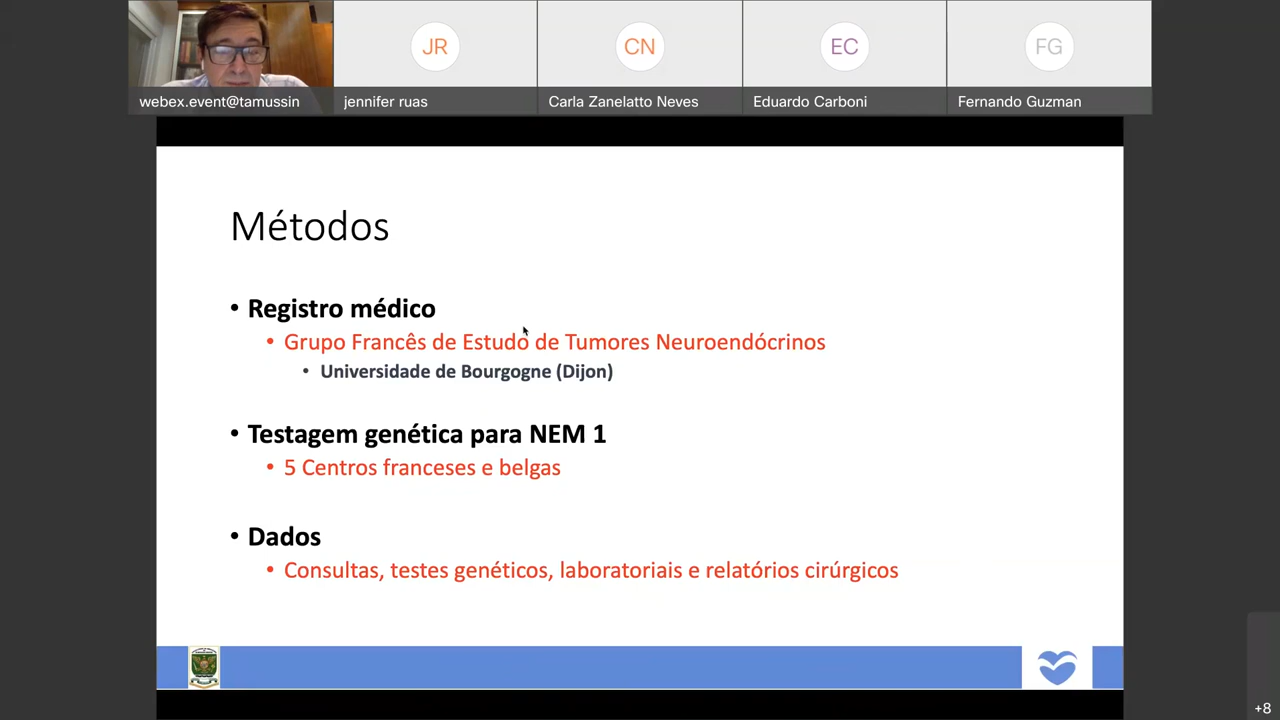 JR
CN
EC
FG
webex.event@tamussin
jennifer ruas
Carla Zanelatto Neves
Eduardo Carboni
Fernando Guzman
Métodos
• Registro médico
• Grupo Francês de Estudo de Tumores Neuroendócrinos
• Universidade de Bourgogne (Dijon)
• Testagem genética para NEM 1
• 5 Centros franceses e belgas
• Dados
• Consultas, testes genéticos, laboratoriais e relatórios cirúrgicos
+8